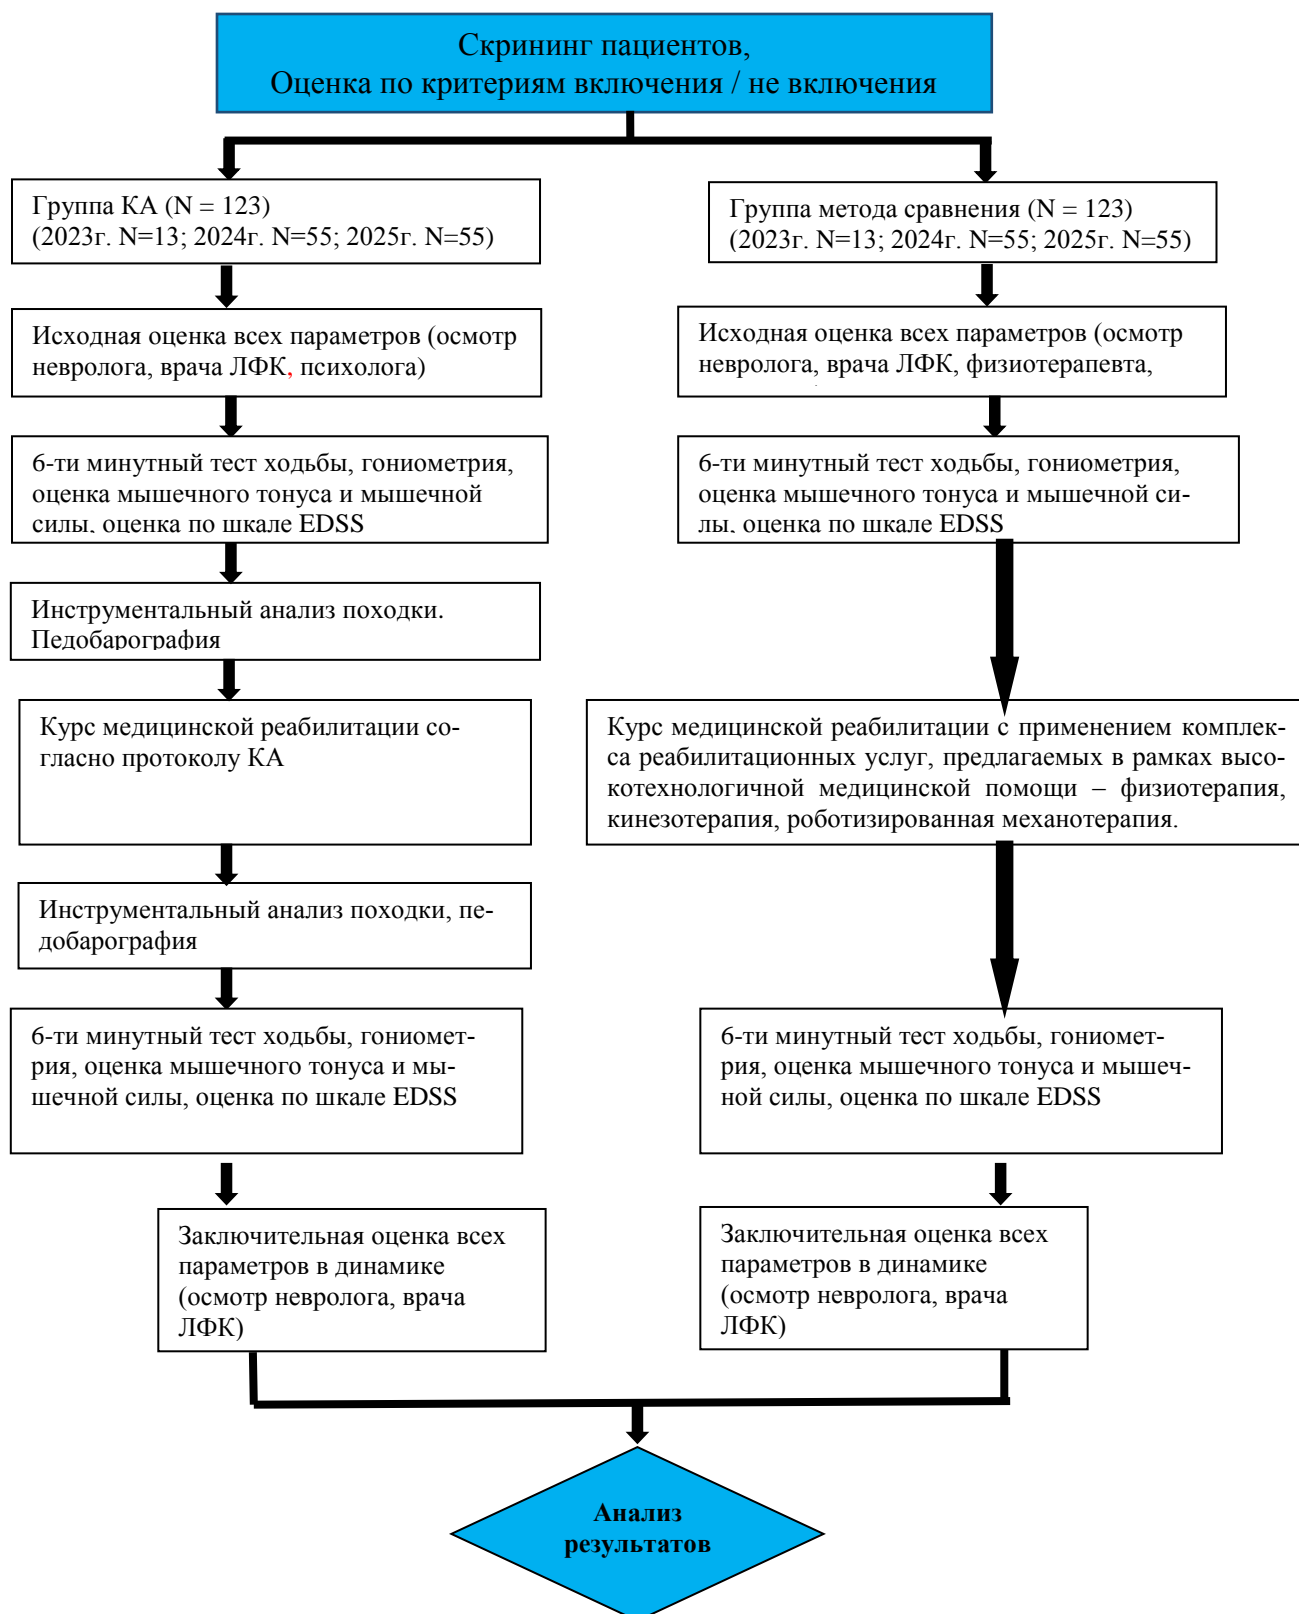 Скрининг пациентов,
Оценка по критериям включения / не включения
Группа КА (N = 123)
(2023г. N=13; 2024г. N=55; 2025г. N=55)
Исходная оценка всех параметров (осмотр
невролога, врача ЛФК, психолога)
6-ти минутный тест ходьбы, гониометрия,
оценка мышечного тонуса и мышечной
силы, оценка по шкале EDSS
Инструментальный анализ походки.
Педобарография
Курс медицинской реабилитации со-
гласно протоколу КА
Инструментальный анализ походки, пе-
добарография
6-ти минутный тест ходьбы, гониомет-
рия, оценка мышечного тонуса и мы-
шечной силы, оценка по шкале EDSS
Заключительная оценка всех
параметров в динамике
(осмотр невролога, врача
ЛФК)
Группа метода сравнения (N = 123)
(2023г. N=13; 2024г. N=55; 2025г. N=55)
Исходная оценка всех параметров (осмотр
невролога, врача ЛФК, физиотерапевта,
6-ти минутный тест ходьбы, гониометрия,
оценка мышечного тонуса и мышечной си-
лы, оценка по шкале EDSS
Курс медицинской реабилитации с применением комплек-
са реабилитационных услуг, предлагаемых в рамках высо-
котехнологичной медицинской помощи – физиотерапия,
кинезотерапия, роботизированная механотерапия.
6-ти минутный тест ходьбы, гониомет-
рия, оценка мышечного тонуса и мышеч-
ной силы, оценка по шкале EDSS
Заключительная оценка всех
параметров в динамике
(осмотр невролога, врача
ЛФК)
Анализ
результатов